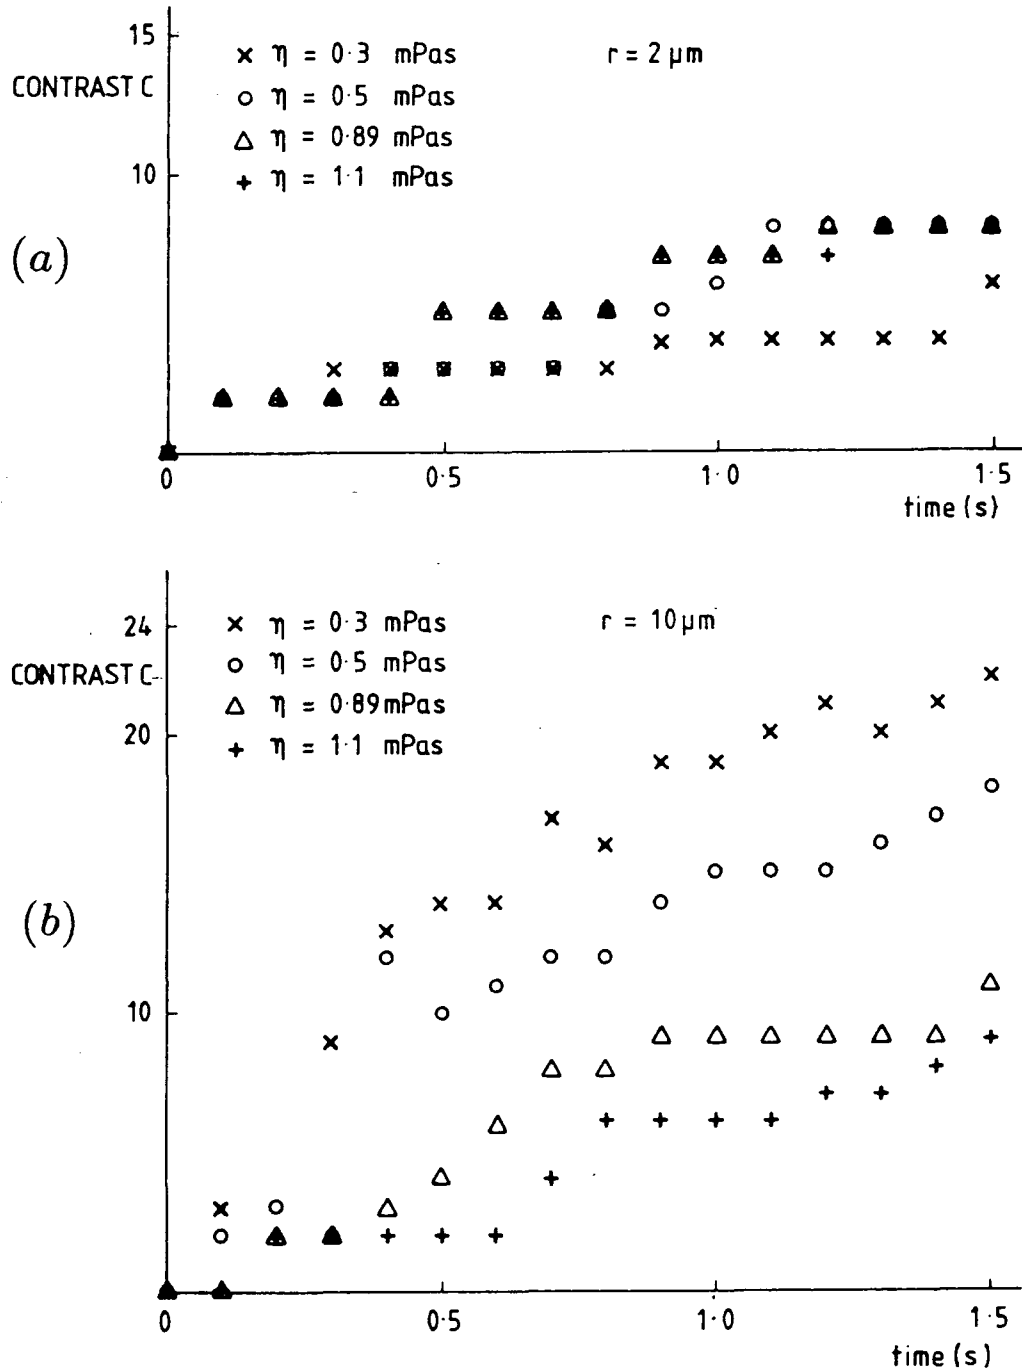 15
CONTRAST C
× η = 0·3 mPas
r = 2 μm
○ η = 0·5 mPas
△ η = 0·89 mPas
+ η = 1·1 mPas
10
(a)
0
0·5
1·0
1·5
time (s)
24
CONTRAST C
× η = 0·3 mPas
r = 10 μm
○ η = 0·5 mPas
△ η = 0·89 mPas
+ η = 1·1 mPas
20
(b)
10
0
0·5
1·0
1·5
time (s)